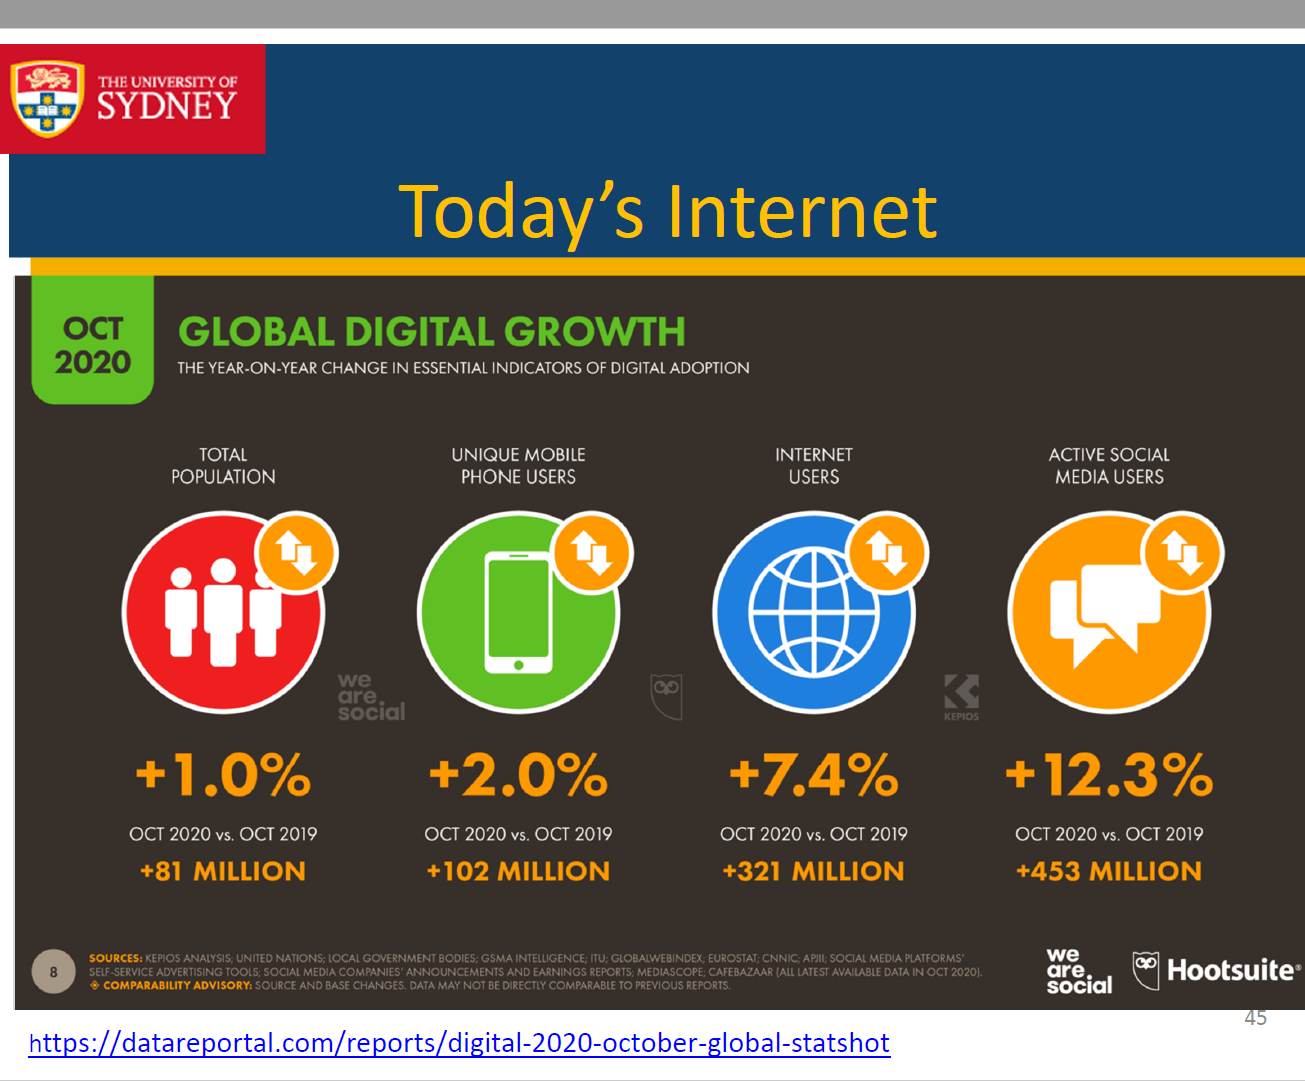 THE UNIVERSITY OF
SYDNEY
Today’s Internet
OCT
2020
GLOBAL DIGITAL GROWTH
THE YEAR-ON-YEAR CHANGE IN ESSENTIAL INDICATORS OF DIGITAL ADOPTION
TOTAL
POPULATION
UNIQUE MOBILE
PHONE USERS
INTERNET
USERS
ACTIVE SOCIAL
MEDIA USERS
we
are
social
KEPIOS
+1.0%
+2.0%
+7.4%
+12.3%
OCT 2020 vs. OCT 2019
OCT 2020 vs. OCT 2019
OCT 2020 vs. OCT 2019
OCT 2020 vs. OCT 2019
+81 MILLION
+102 MILLION
+321 MILLION
+453 MILLION
8
SOURCES: KEPIOS ANALYSIS; UNITED NATIONS; LOCAL GOVERNMENT BODIES; GSMA INTELLIGENCE; ITU; GLOBALWEBINDEX; EUROSTAT; CNNIC; APJII; SOCIAL MEDIA PLATFORMS’
SELF-SERVICE ADVERTISING TOOLS; SOCIAL MEDIA COMPANIES’ ANNOUNCEMENTS AND EARNINGS REPORTS; MEDIASCOPE; CAFEBAZAAR (ALL LATEST AVAILABLE DATA IN OCT 2020).
❖ COMPARABILITY ADVISORY: SOURCE AND BASE CHANGES. DATA MAY NOT BE DIRECTLY COMPARABLE TO PREVIOUS REPORTS.
we
are
social
Hootsuite®
45
https://datareportal.com/reports/digital-2020-october-global-statshot